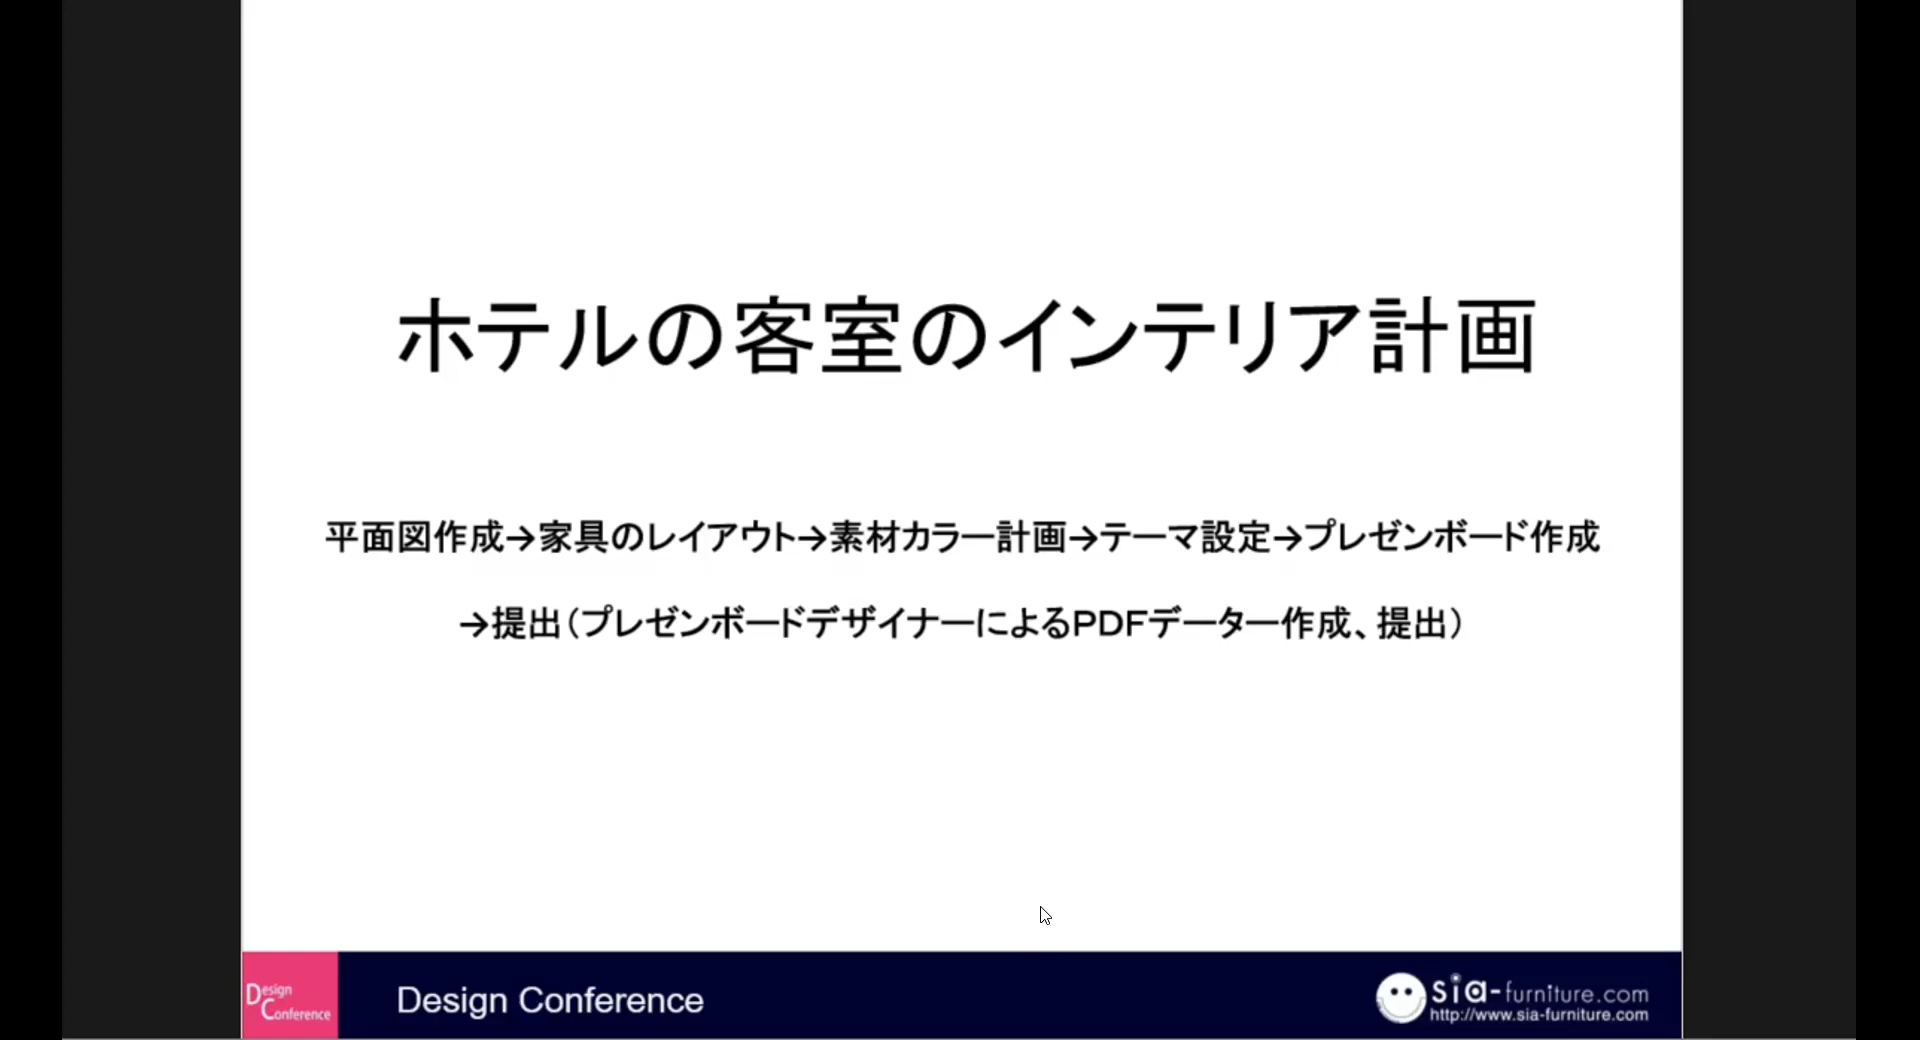 ホテルの客室のインテリア計画
平面図作成→家具のレイアウト→素材カラー計画→テーマ設定→プレゼンボード作成
→提出（プレゼンボードデザイナーによるPDFデーター作成、提出）
Design
Conference
Design Conference
sia-furniture.com
http://www.sia-furniture.com